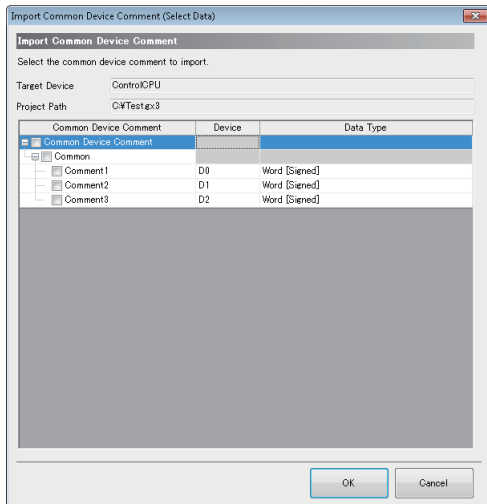 Import Common Device Comment (Select Data)
Import Common Device Comment
Select the common device comment to import.
Target Device ControlCPU
Project Path C:¥Test.gx3
Common Device Comment Device Data Type
Common Device Comment
Common
Comment1 D0 Word [Signed]
Comment2 D1 Word [Signed]
Comment3 D2 Word [Signed]
OK Cancel